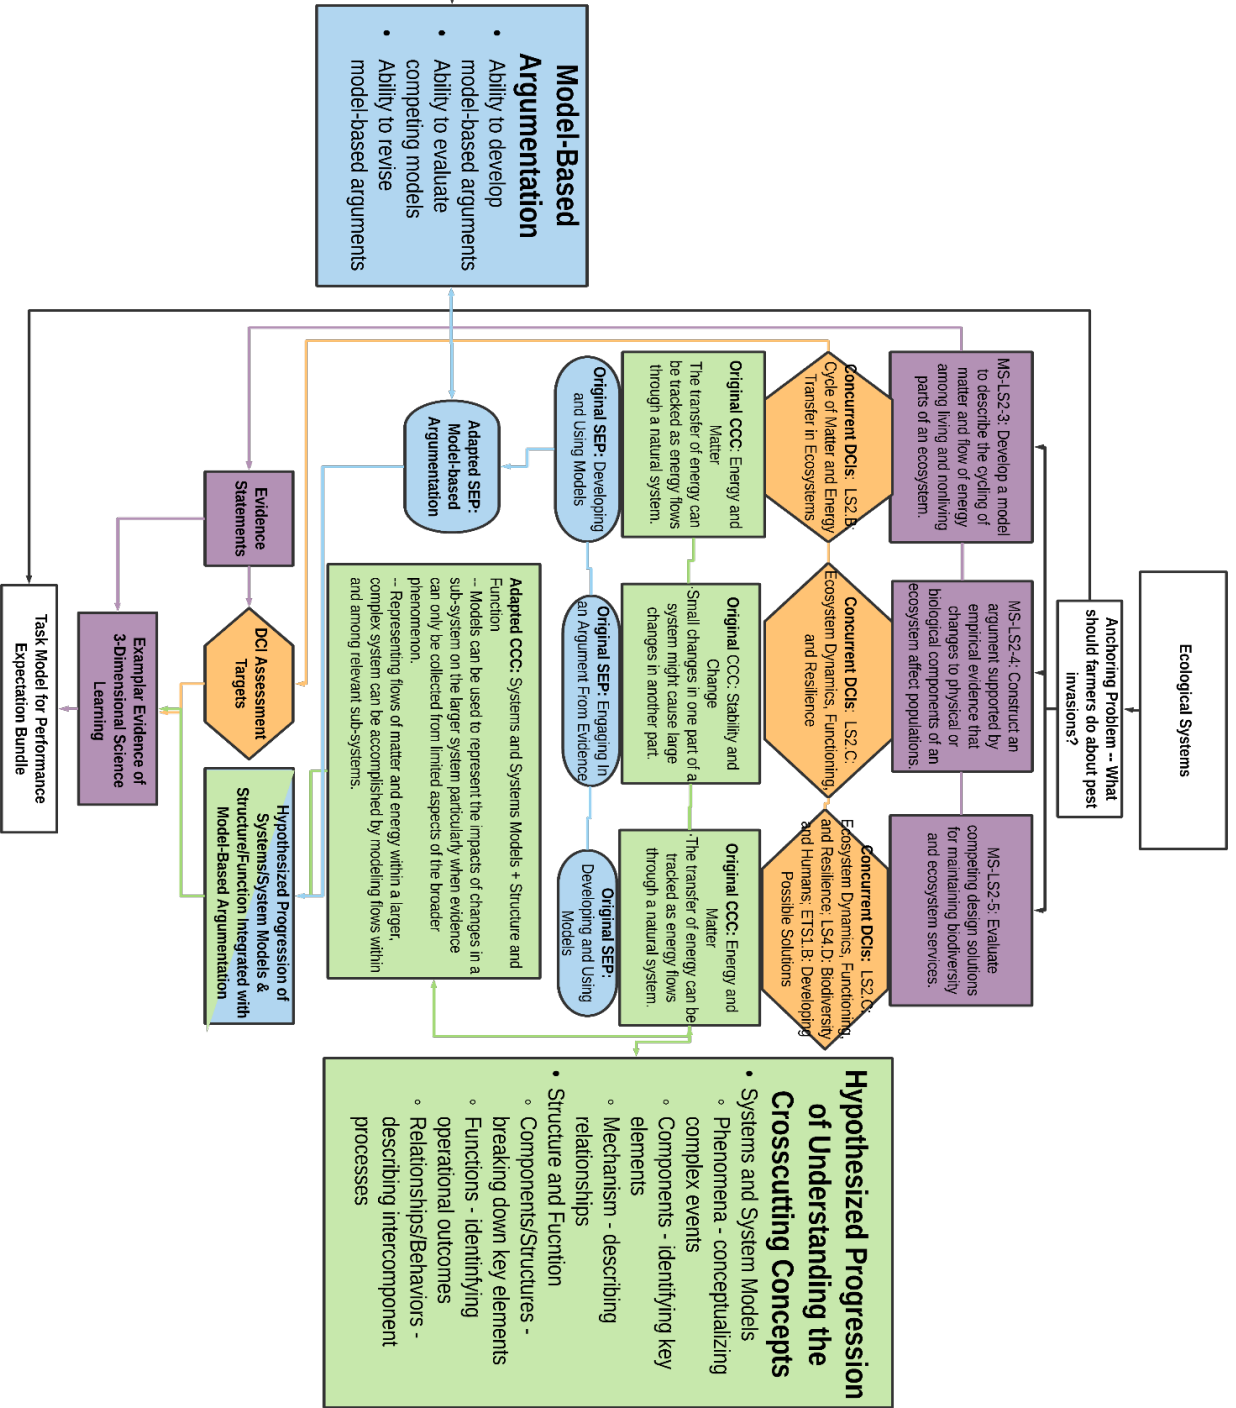 Ecological Systems
Anchoring Problem -- What
should farmers do about pest
invasions?
MS-LS2-3: Develop a model
to describe the cycling of
matter and flow of energy
among living and nonliving
parts of an ecosystem.
MS-LS2-4: Construct an
argument supported by
empirical evidence that
changes to physical or
biological components of an
ecosystem affect populations.
MS-LS2-5: Evaluate
competing design solutions
for maintaining biodiversity
and ecosystem services.
Concurrent DCIs: LS2.B:
Cycle of Matter and Energy
Transfer in Ecosystems
Concurrent DCIs: LS2.C:
Ecosystem Dynamics, Functioning,
and Resilience
Concurrent DCIs: LS2.C:
Ecosystem Dynamics, Functioning,
and Resilience; LS4.D: Biodiversity
and Humans; ETS1.B: Developing
Possible Solutions
Original CCC: Energy and
Matter
The transfer of energy can
be tracked as energy flows
through a natural system.
Original CCC: Stability and
Change
·Small changes in one part of a
system might cause large
changes in another part.
Original CCC: Energy and
Matter
·The transfer of energy can be
tracked as energy flows
through a natural system.
Original SEP: Developing
and Using Models
Original SEP: Engaging In
an Argument From Evidence
Original SEP:
Developing and Using
Models
Model-Based
Argumentation
• Ability to develop
model-based arguments
• Ability to evaluate
competing models
• Ability to revise
model-based arguments
Adapted SEP:
Model-based
Argumentation
Adapted CCC: Systems and Systems Models + Structure and
Function
-- Models can be used to represent the impacts of changes in a
sub-system on the larger system particularly when evidence
can only be collected from limited aspects of the broader
phenomenon.
-- Representing flows of matter and energy within a larger,
complex system can be accomplished by modeling flows within
and among relevant sub-systems.
Hypothesized Progression
of Understanding the
Crosscutting Concepts
• Systems and System Models
◦ Phenomena - conceptualizing
complex events
◦ Components - identifying key
elements
◦ Mechanism - describing
relationships
• Structure and Fucntion
◦ Components/Structures -
breaking down key elements
◦ Functions - identinfying
operational outcomes
◦ Relationships/Behaviors -
describing intercomponent
processes
Evidence
Statements
DCI Assessment
Targets
Hypothesized Progression of
Systems/System Models &
Structure/Function Integrated with
Model-Based Argumentation
Examplar Evidence of
3-Dimensional Science
Learning
Task Model for Performance
Expectation Bundle